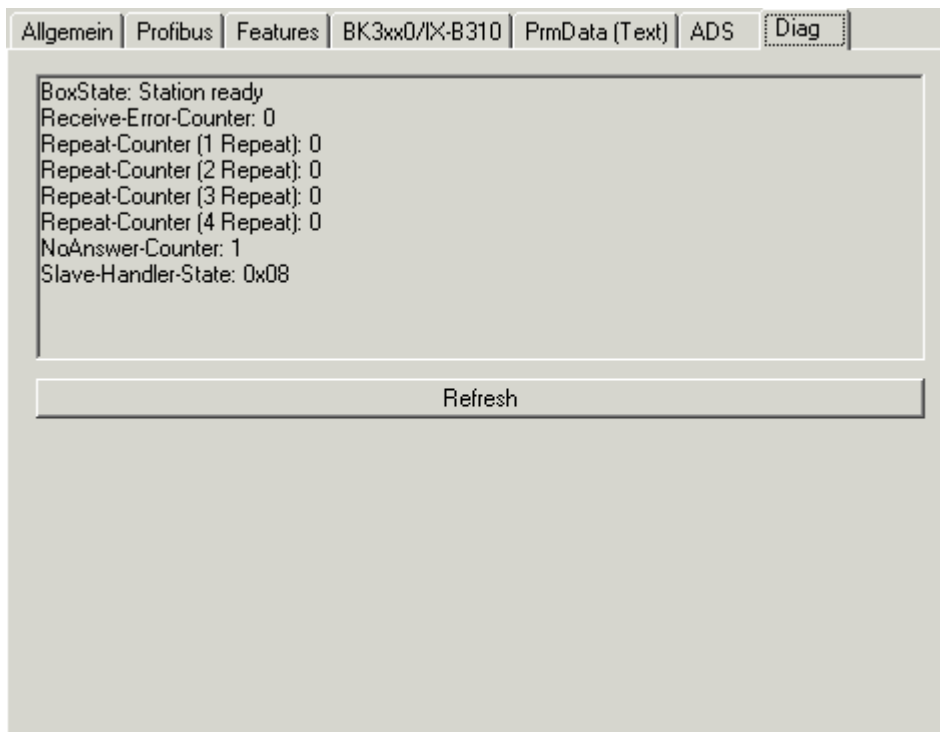 Allgemein Profibus Features BK3xx0/IX-B310 PrmData (Text) ADS Diag
BoxState: Station ready
Receive-Error-Counter: 0
Repeat-Counter (1 Repeat): 0
Repeat-Counter (2 Repeat): 0
Repeat-Counter (3 Repeat): 0
Repeat-Counter (4 Repeat): 0
NoAnswer-Counter: 1
Slave-Handler-State: 0x08
Refresh